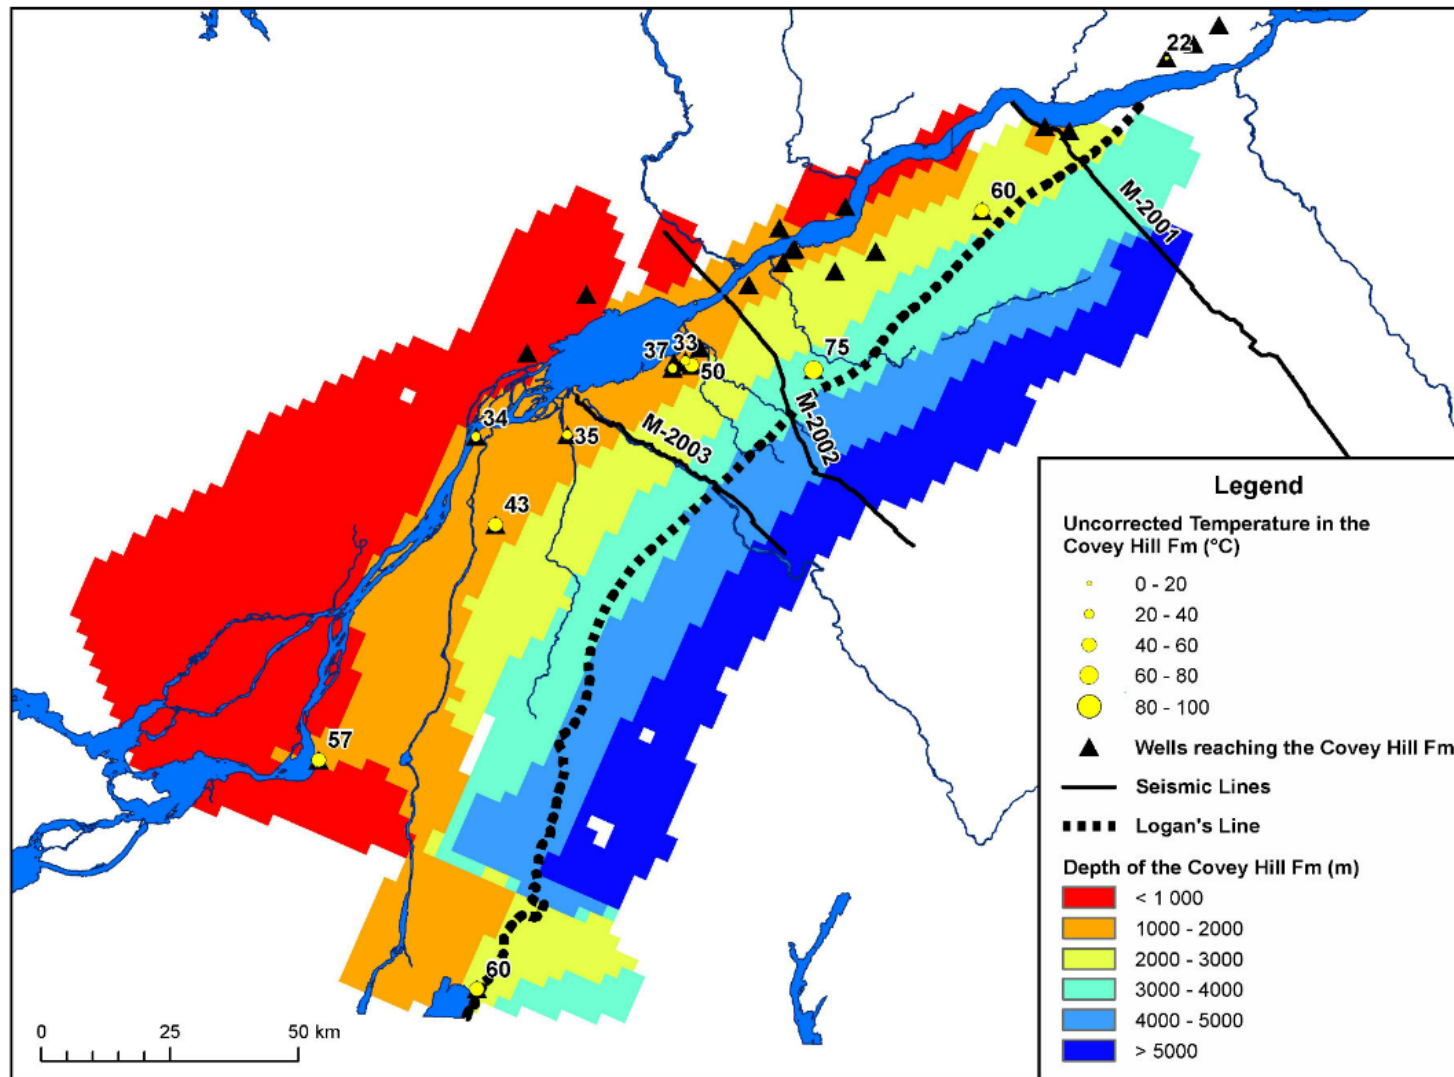 22
60
M-2001
75
33
37
50
M-2002
34
35
M-2003
43
57
60
0 25 50 km
Legend
Uncorrected Temperature in the
Covey Hill Fm (°C)
0 - 20
20 - 40
40 - 60
60 - 80
80 - 100
Wells reaching the Covey Hill Fm
Seismic Lines
Logan's Line
Depth of the Covey Hill Fm (m)
< 1 000
1000 - 2000
2000 - 3000
3000 - 4000
4000 - 5000
> 5000